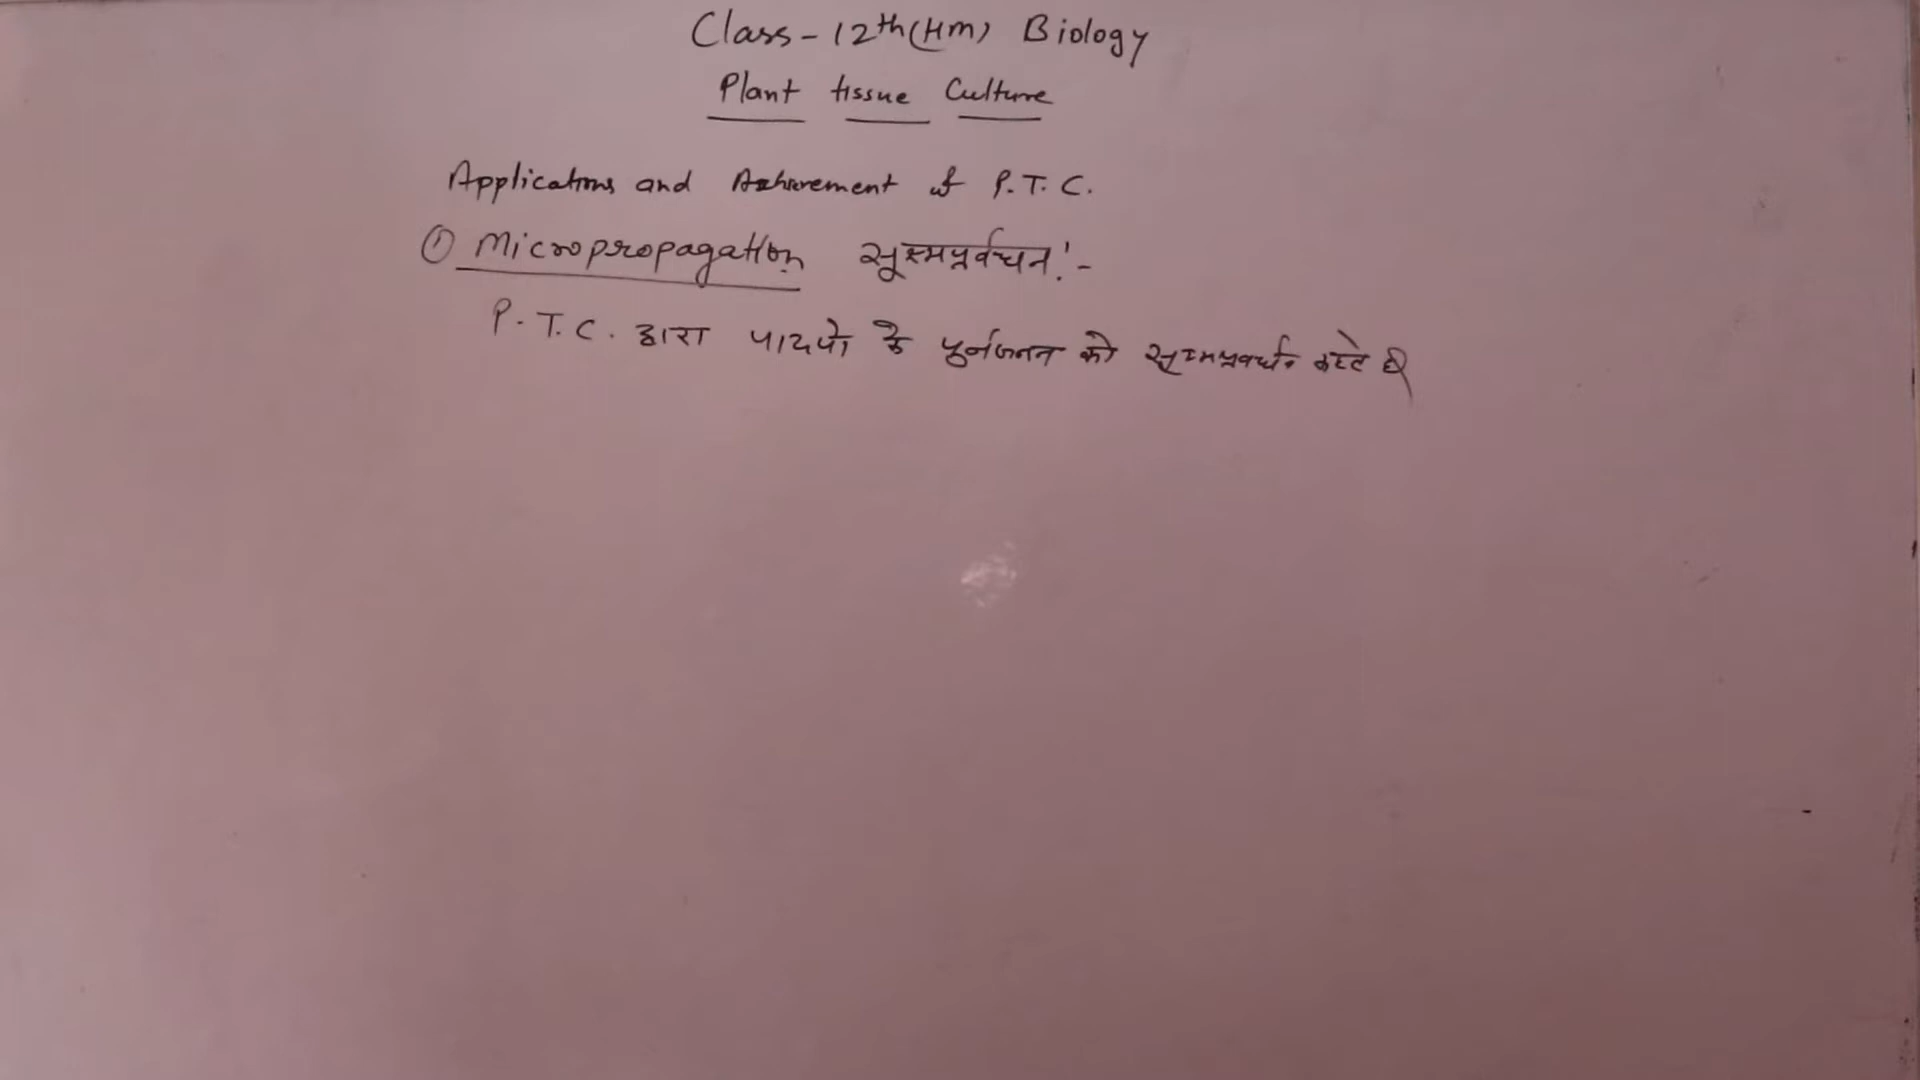 Class - 12th (HM) Biology
Plant tissue Culture
Applications and Achievement of P.T.C.
① Micropropagation सूक्ष्मप्रवर्धन :-
P.T.C. द्वारा पादपो के पुर्नजनन को सूक्ष्मप्रवर्धन कहते है